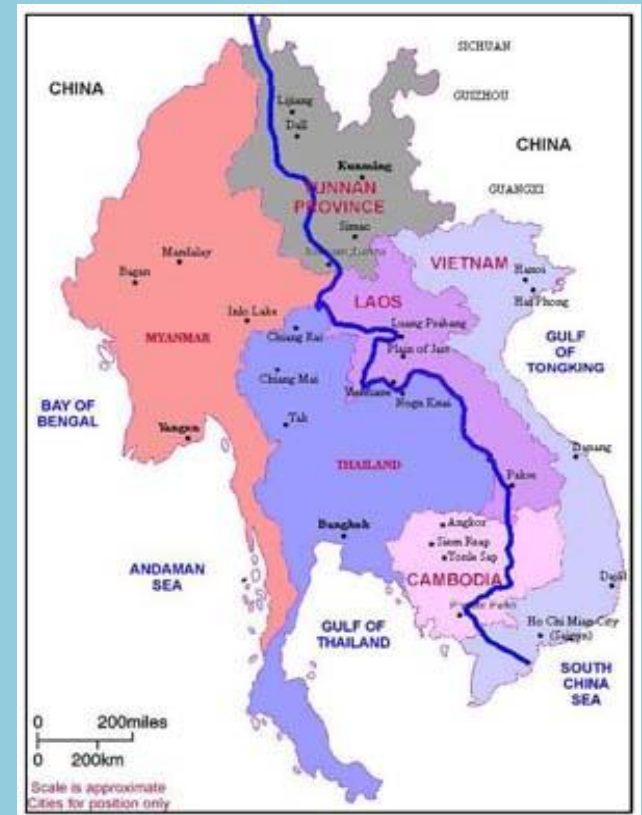 SICHUAN
CHINA
GUIZHOU
Lijiang
Dali
CHINA
Kunming
GUANGXI
YUNNAN
PROVINCE
Simao
VIETNAM
Hanoi
Mandalay
Hai Phong
Bagan
LAOS
Inle Lake
Luang Prabang
Chiang Rai
MYANMAR
Plain of Jars
GULF
OF
TONGKING
Chiang Mai
Vientiane
Nogn Knai
BAY OF
BENGAL
Tak
Yangon
Danang
THAILAND
Pakse
Bangkok
Angkor
Siem Reap
Tonle Sap
ANDAMAN
SEA
CAMBODIA
Dalat
GULF OF
THAILAND
Ho Chi Minh City
(Saigon)
SOUTH
CHINA
SEA
0 200miles
0 200km
Scale is approximate
Cities for position only